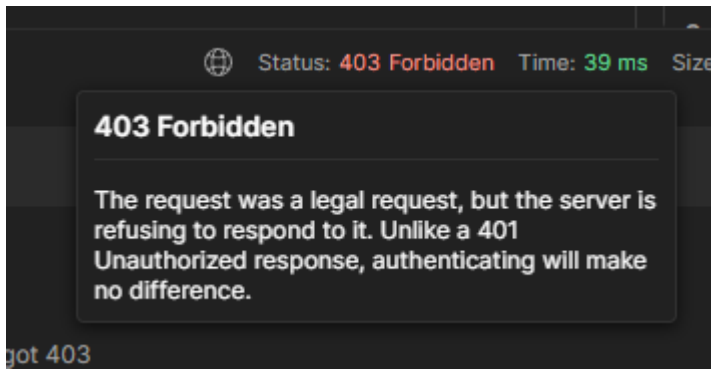 Status: 403 Forbidden Time: 39 ms Size
403 Forbidden
The request was a legal request, but the server is
refusing to respond to it. Unlike a 401
Unauthorized response, authenticating will make
no difference.
got 403